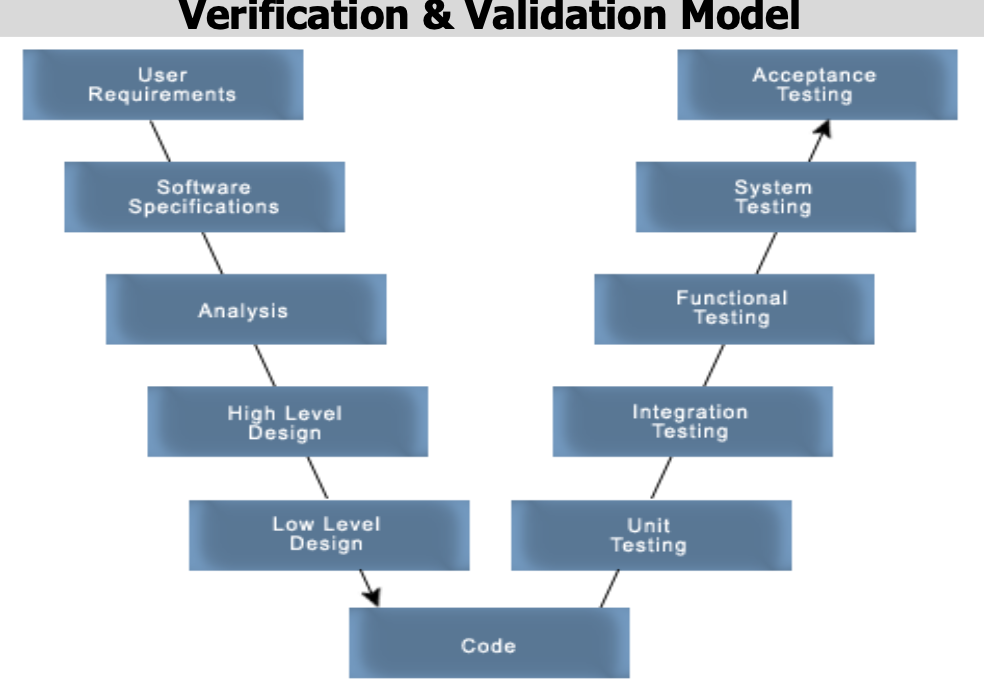 Verification & Validation Model
User
Requirements
Acceptance
Testing
Software
Specifications
System
Testing
Analysis
Functional
Testing
High Level
Design
Integration
Testing
Low Level
Design
Unit
Testing
Code